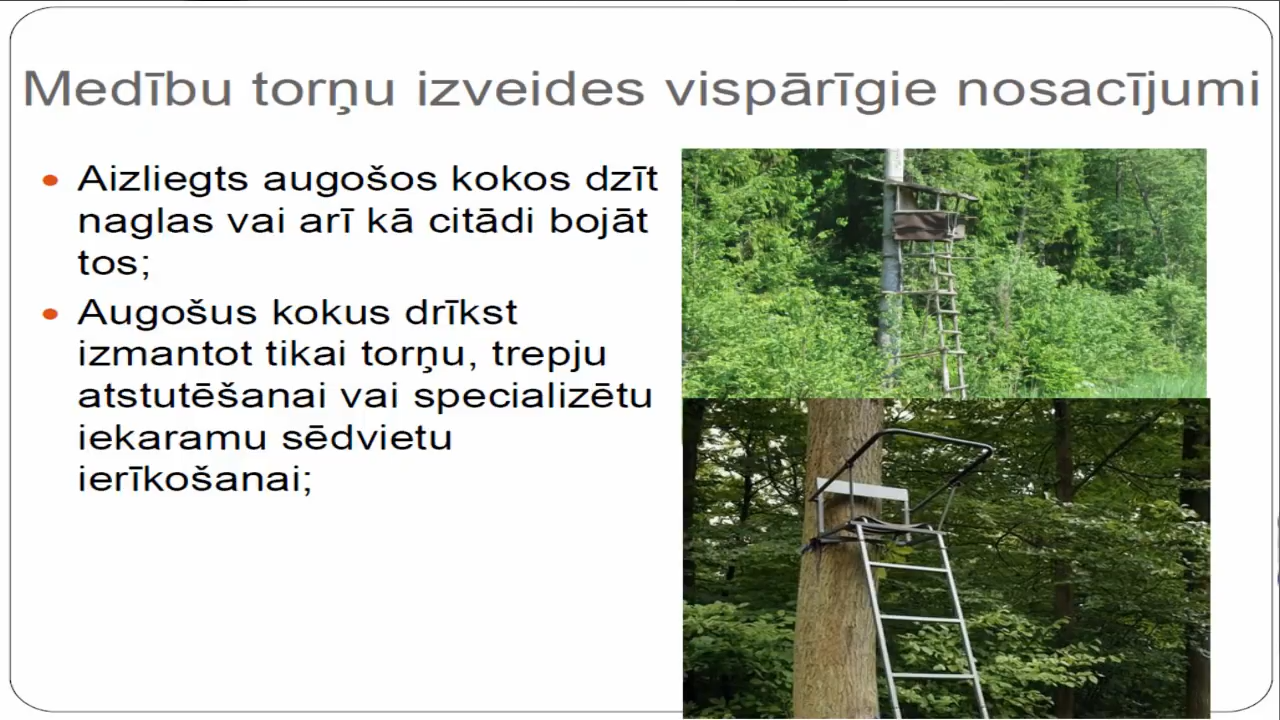 Medību torņu izveides vispārīgie nosacījumi
• Aizliegts augošos kokos dzīt
naglas vai arī kā citādi bojāt
tos;
• Augošus kokus drīkst
izmantot tikai torņu, trepju
atstutēšanai vai specializētu
iekaramu sēdvietu
ierīkošanai;